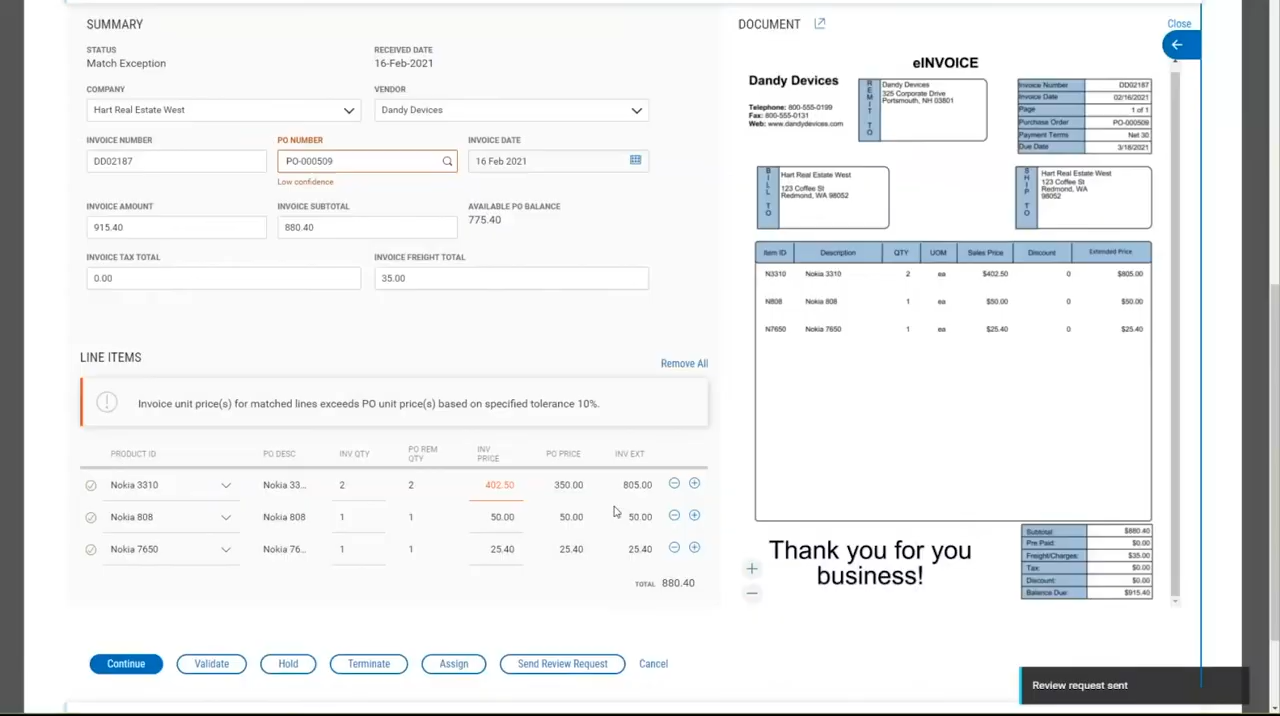 SUMMARY
STATUS
RECEIVED DATE
Match Exception
16-Feb-2021
COMPANY
VENDOR
Hart Real Estate West
Dandy Devices
INVOICE NUMBER
PO NUMBER
INVOICE DATE
DD02187
PO-000509
16 Feb 2021
Low confidence
INVOICE AMOUNT
INVOICE SUBTOTAL
AVAILABLE PO BALANCE
915.40
880.40
775.40
INVOICE TAX TOTAL
INVOICE FREIGHT TOTAL
0.00
35.00
LINE ITEMS
Remove All
Invoice unit price(s) for matched lines exceeds PO unit price(s) based on specified tolerance 10%.
PRODUCT ID PO DESC INV QTY PO REM QTY INV PRICE PO PRICE INV EXT
Nokia 3310 Nokia 33... 2 2 402.50 350.00 805.00
Nokia 808 Nokia 808 1 1 50.00 50.00 50.00
Nokia 7650 Nokia 76... 1 1 25.40 25.40 25.40
TOTAL 880.40
Continue
Validate
Hold
Terminate
Assign
Send Review Request
Cancel
DOCUMENT
Close
eINVOICE
Dandy Devices
Telephone: 800-555-0199
Fax: 800-555-0131
Web: www.dandydevices.com
REMIT TO
Dandy Devices
325 Corporate Drive
Portsmouth, NH 03801
Invoice Number DD02187
Invoice Date 02/16/2021
Page 1 of 1
Purchase Order PO-000509
Payment Terms Net 30
Due Date 3/18/2021
BILL TO
Hart Real Estate West
123 Coffee St
Redmond, WA
98052
SHIP TO
Hart Real Estate West
123 Coffee St
Redmond, WA
98052
Item ID Description QTY UOM Sales Price Discount Extended Price
N3310 Nokia 3310 2 ea $402.50 0 $805.00
N808 Nokia 808 1 ea $50.00 0 $50.00
N7650 Nokia 7650 1 ea $25.40 0 $25.40
Thank you for you
business!
Subtotal: $880.40
Pre Paid: $0.00
Freight/Charges: $35.00
Tax: $0.00
Discount: $0.00
Balance Due: $915.40
Review request sent